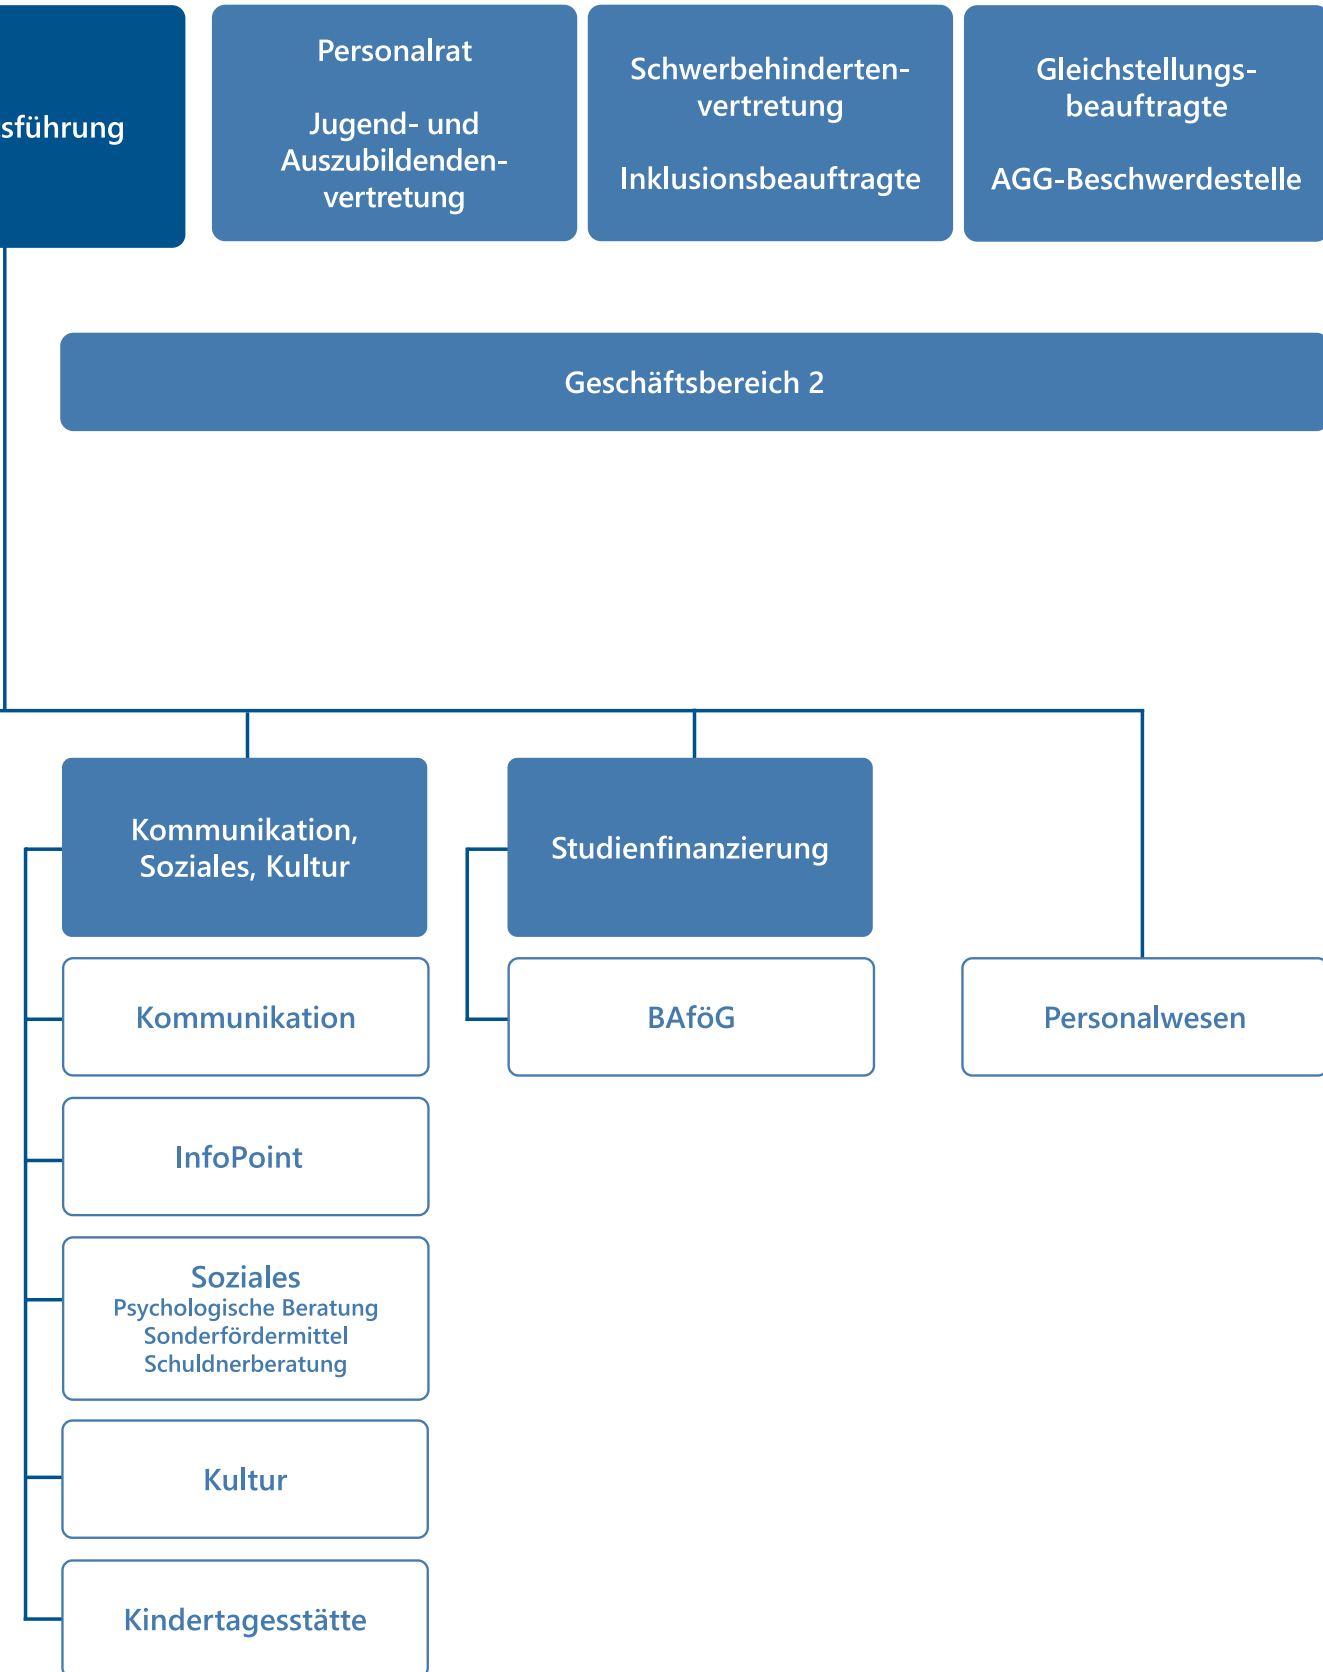 sführung
Personalrat
Jugend- und
Auszubildenden-
vertretung
Schwerbehinderten-
vertretung
Inklusionsbeauftragte
Gleichstellungs-
beauftragte
AGG-Beschwerdestelle
Geschäftsbereich 2
Kommunikation,
Soziales, Kultur
Kommunikation
InfoPoint
Soziales
Psychologische Beratung
Sonderfördermittel
Schuldnerberatung
Kultur
Kindertagesstätte
Studienfinanzierung
BAföG
Personalwesen